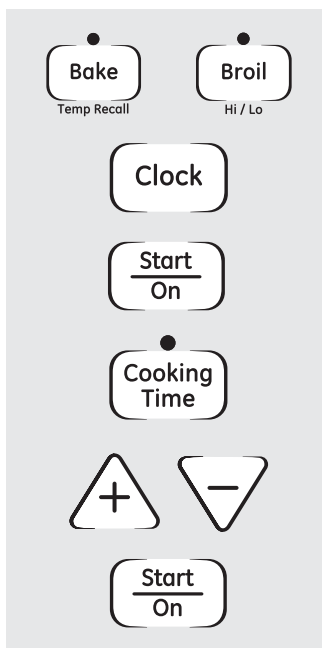 Bake Broil
Temp Recall Hi / Lo
Clock
Start
On
Cooking
Time
+ −
Start
On